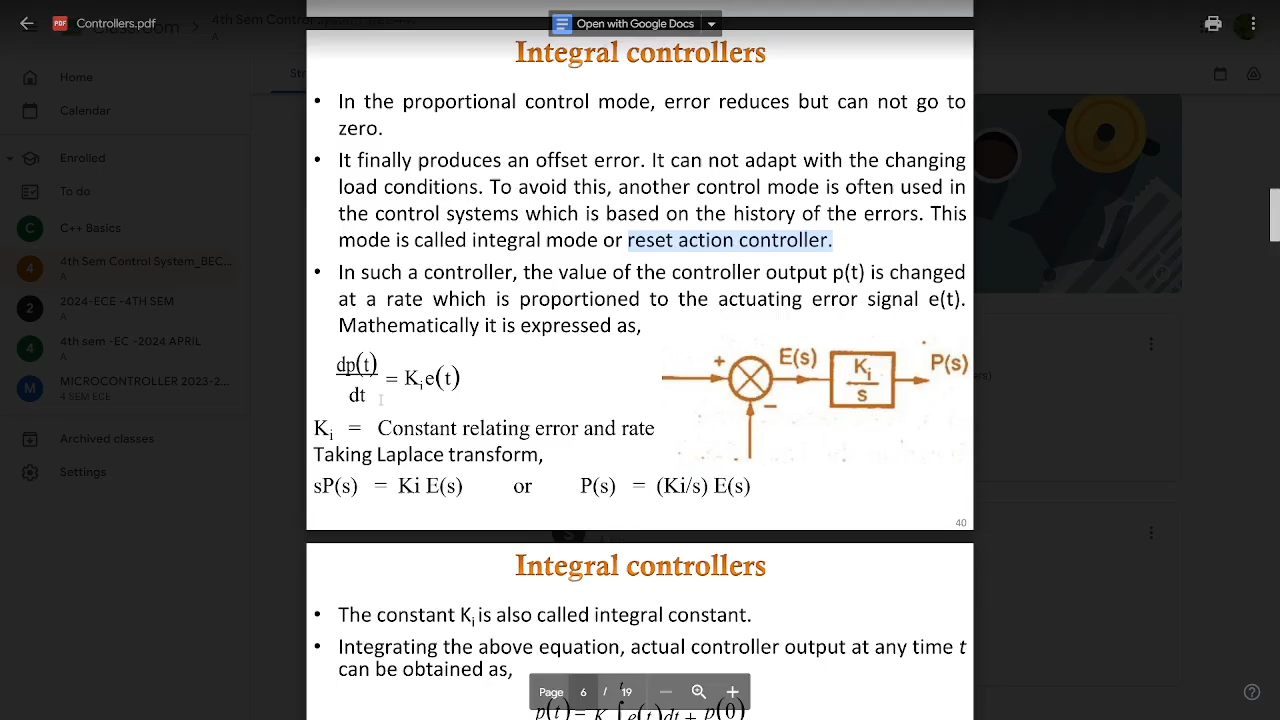 Controllers.pdf
Classroom
4th Sem Control System_BEC403
A
Open with Google Docs
Home
Calendar
Enrolled
To do
C
C++ Basics
4
4th Sem Control System_BEC...
A
2
2024-ECE -4TH SEM
A
4
4th sem -EC -2024 APRIL
A
M
MICROCONTROLLER 2023-2...
4 SEM ECE
Archived classes
Settings
Integral controllers
• In the proportional control mode, error reduces but can not go to
zero.
• It finally produces an offset error. It can not adapt with the changing
load conditions. To avoid this, another control mode is often used in
the control systems which is based on the history of the errors. This
mode is called integral mode or reset action controller.
• In such a controller, the value of the controller output p(t) is changed
at a rate which is proportioned to the actuating error signal e(t).
Mathematically it is expressed as,
dp(t)
dt
= Kᵢe(t)
+ E(s) Kᵢ P(s)
s
−
Kᵢ = Constant relating error and rate
Taking Laplace transform,
sP(s) = Ki E(s) or P(s) = (Ki/s) E(s)
40
Integral controllers
• The constant Kᵢ is also called integral constant.
• Integrating the above equation, actual controller output at any time t
can be obtained as,
Page 6 / 19